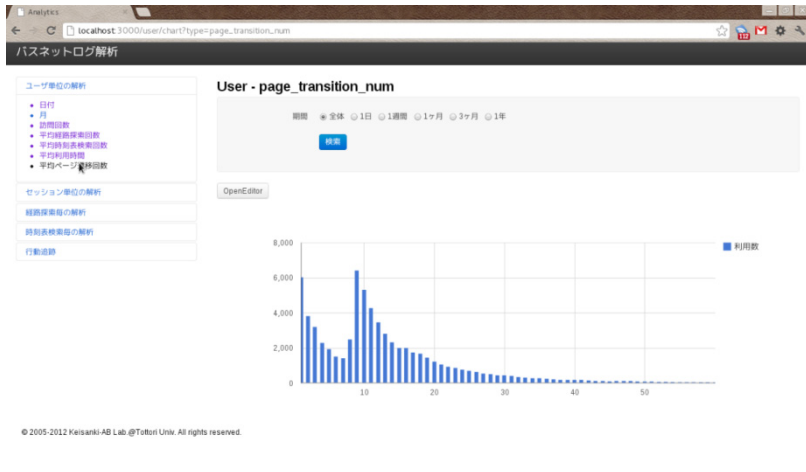 Analytics
localhost:3000/user/chart?type=page_transition_num
バスネットログ解析
ユーザ単位の解析
日付
月
訪問回数
平均経路探索回数
平均時刻表検索回数
平均利用時間
平均ページ遷移回数
セッション単位の解析
経路探索毎の解析
時刻表検索毎の解析
行動追跡
User - page_transition_num
期間 全体 1日 1週間 1ヶ月 3ヶ月 1年
検索
OpenEditor
8,000
6,000
4,000
2,000
0
10 20 30 40 50
利用数
© 2005-2012 Keisanki-AB Lab.@Tottori Univ. All rights reserved.